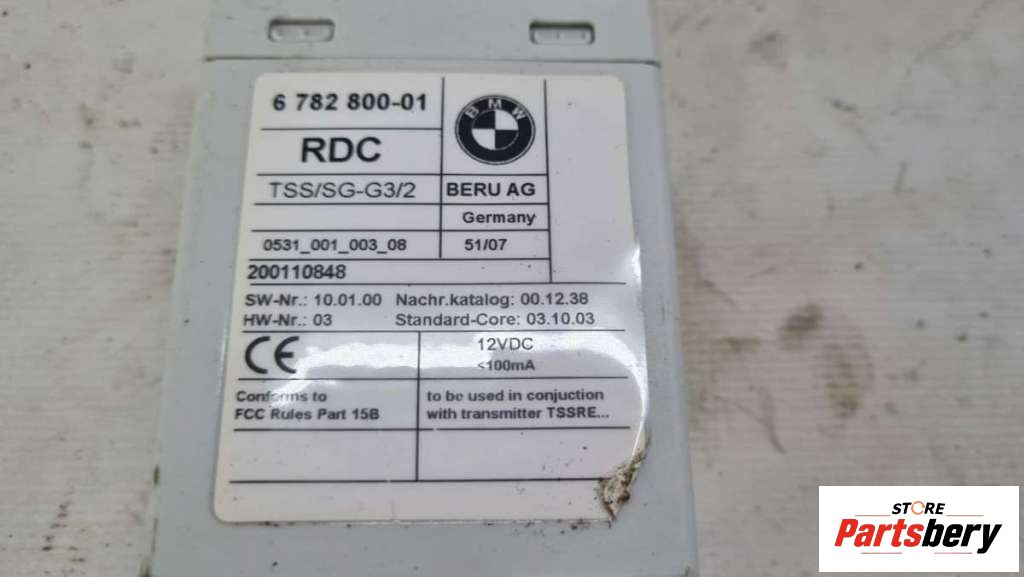 6 782 800-01
BMW
RDC
TSS/SG-G3/2
BERU AG
Germany
0531_001_003_08
51/07
200110848
SW-Nr.: 10.01.00 Nachr.katalog: 00.12.38
HW-Nr.: 03 Standard-Core: 03.10.03
CE
12VDC
<100mA
Conforms to
FCC Rules Part 15B
to be used in conjuction
with transmitter TSSRE...
STORE
Partsbery